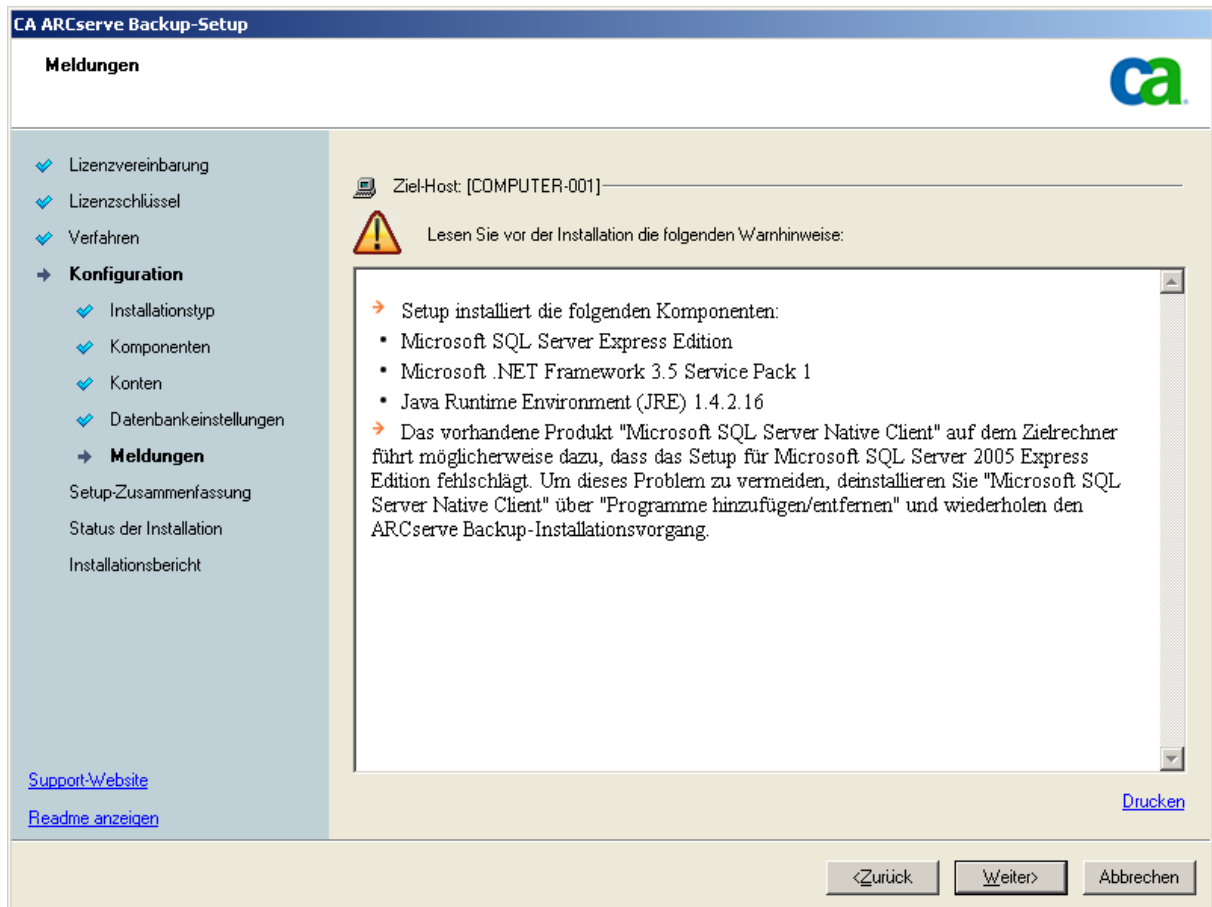 CA ARCserve Backup-Setup
Meldungen
ca
Lizenzvereinbarung
Lizenzschlüssel
Verfahren
Konfiguration
Installationstyp
Komponenten
Konten
Datenbankeinstellungen
Meldungen
Setup-Zusammenfassung
Status der Installation
Installationsbericht
Support-Website
Readme anzeigen
Ziel-Host: [COMPUTER-001]
Lesen Sie vor der Installation die folgenden Warnhinweise:
Setup installiert die folgenden Komponenten:
• Microsoft SQL Server Express Edition
• Microsoft .NET Framework 3.5 Service Pack 1
• Java Runtime Environment (JRE) 1.4.2.16
Das vorhandene Produkt "Microsoft SQL Server Native Client" auf dem Zielrechner
führt möglicherweise dazu, dass das Setup für Microsoft SQL Server 2005 Express
Edition fehlschlägt. Um dieses Problem zu vermeiden, deinstallieren Sie "Microsoft SQL
Server Native Client" über "Programme hinzufügen/entfernen" und wiederholen den
ARCserve Backup-Installationsvorgang.
Drucken
<Zurück
Weiter>
Abbrechen